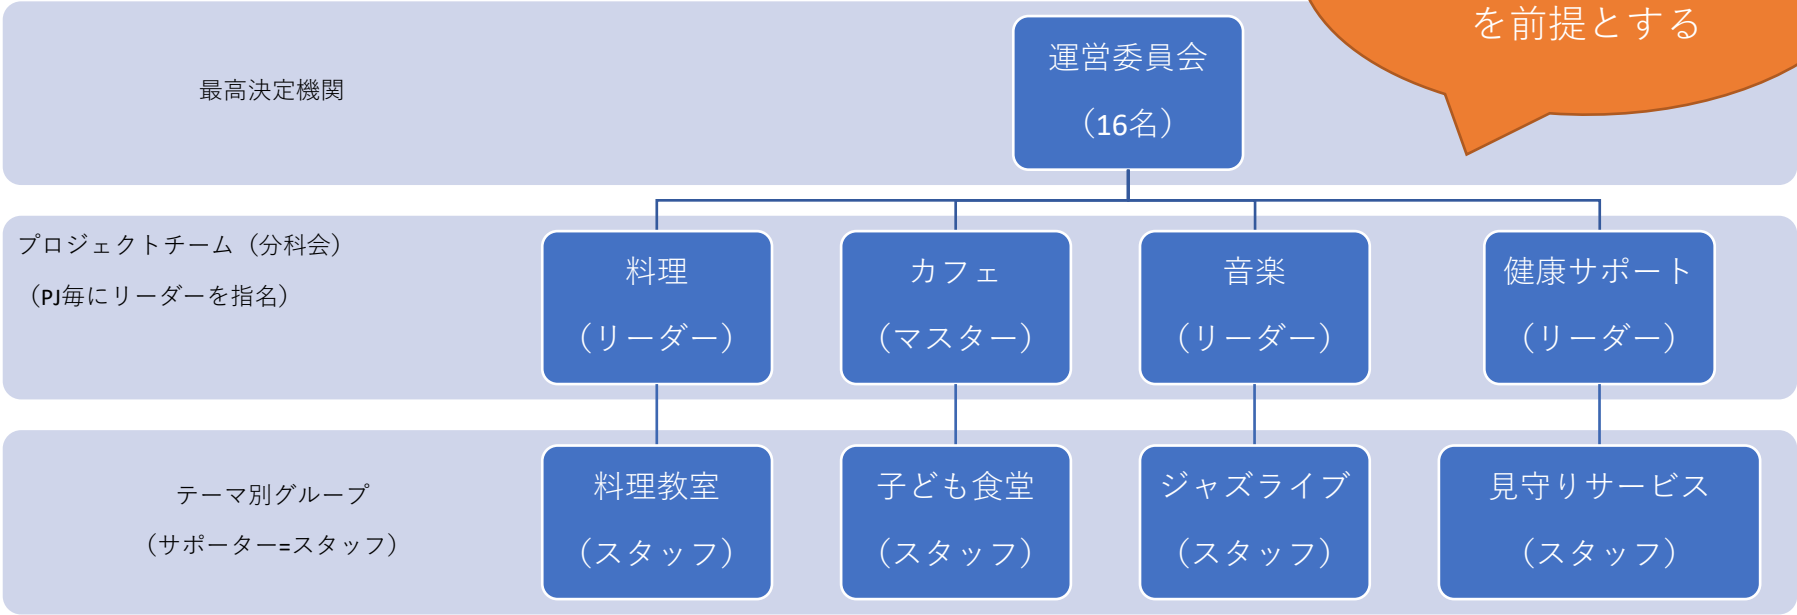 を前提とする
最高決定機関
運営委員会
（16名）
プロジェクトチーム（分科会）
（PJ毎にリーダーを指名）
料理
（リーダー）
カフェ
（マスター）
音楽
（リーダー）
健康サポート
（リーダー）
テーマ別グループ
（サポーター=スタッフ）
料理教室
（スタッフ）
子ども食堂
（スタッフ）
ジャズライブ
（スタッフ）
見守りサービス
（スタッフ）